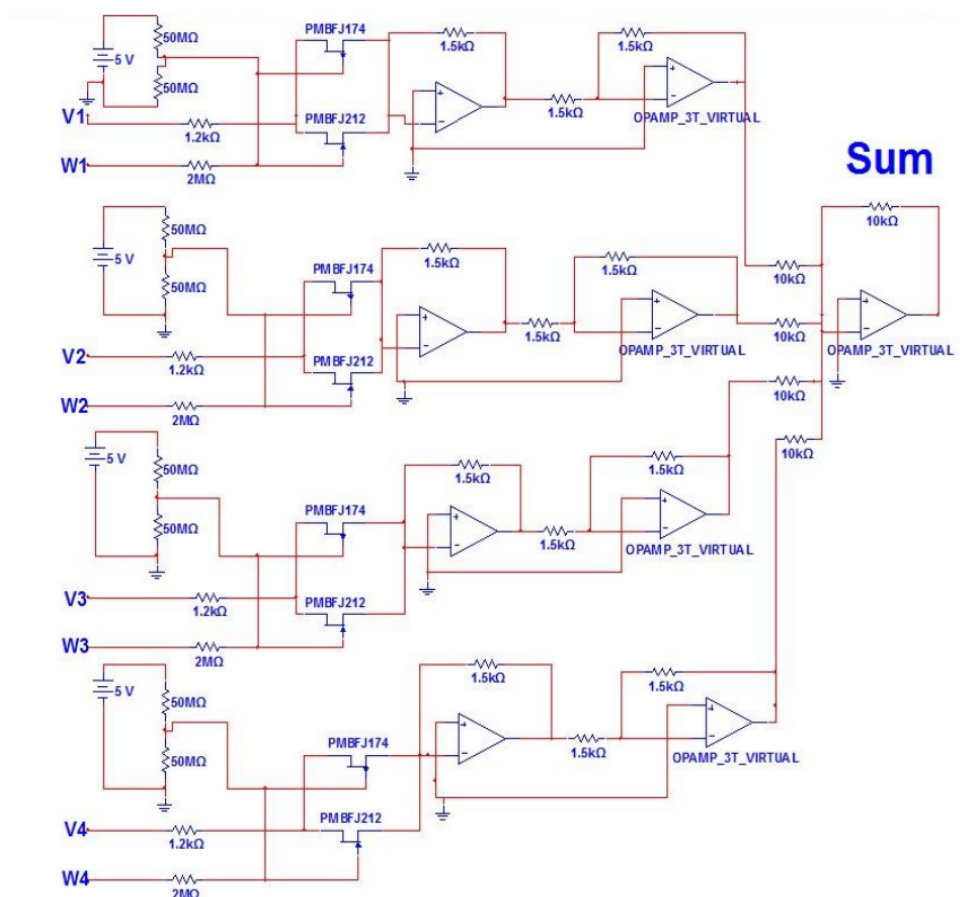 50MΩ
5 V
50MΩ
PMBFJ174
1.5kΩ
1.5kΩ
V1
1.2kΩ
PMBFJ212
1.5kΩ
OPAMP_3T_VIRTUAL
W1
2MΩ
Sum
50MΩ
5 V
50MΩ
PMBFJ174
1.5kΩ
1.5kΩ
10kΩ
10kΩ
V2
1.2kΩ
PMBFJ212
1.5kΩ
OPAMP_3T_VIRTUAL
10kΩ
OPAMP_3T_VIRTUAL
W2
2MΩ
10kΩ
5 V
50MΩ
50MΩ
PMBFJ174
1.5kΩ
1.5kΩ
10kΩ
V3
1.2kΩ
PMBFJ212
1.5kΩ
OPAMP_3T_VIRTUAL
W3
2MΩ
5 V
50MΩ
50MΩ
PMBFJ174
1.5kΩ
1.5kΩ
1.5kΩ
OPAMP_3T_VIRTUAL
V4
1.2kΩ
PMBFJ212
W4
2MΩ